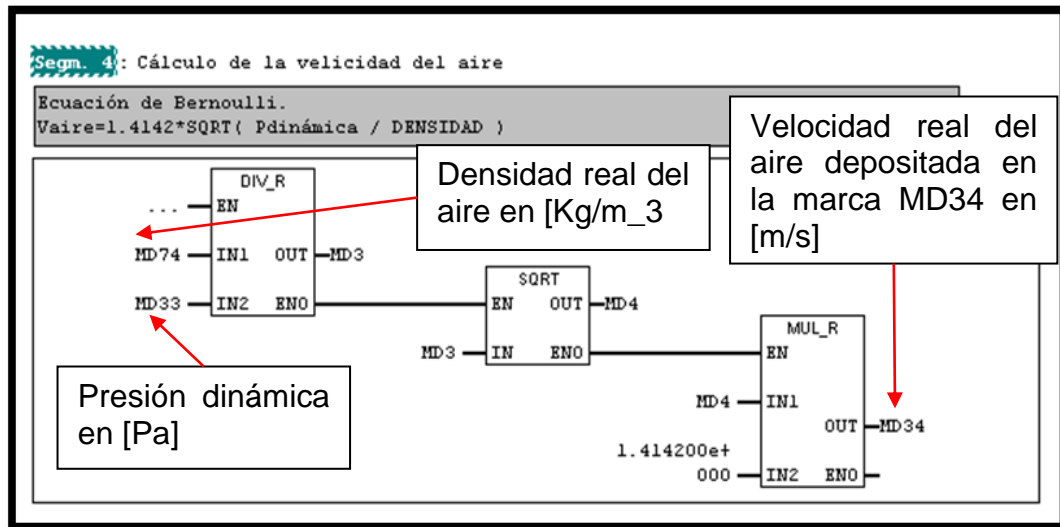 Segm. 4: Cálculo de la velicidad del aire
Ecuación de Bernoulli.
Vaire=1.4142*SQRT( Pdinámica / DENSIDAD )
Velocidad real del
aire depositada en
la marca MD34 en
[m/s]
Densidad real del
aire en [Kg/m_3
DIV_R
... EN
MD74 IN1 OUT MD3
MD33 IN2 ENO
SQRT
EN OUT MD4
MD3 IN ENO
MUL_R
EN
MD4 IN1
OUT MD34
1.414200e+
000 IN2 ENO
Presión dinámica
en [Pa]